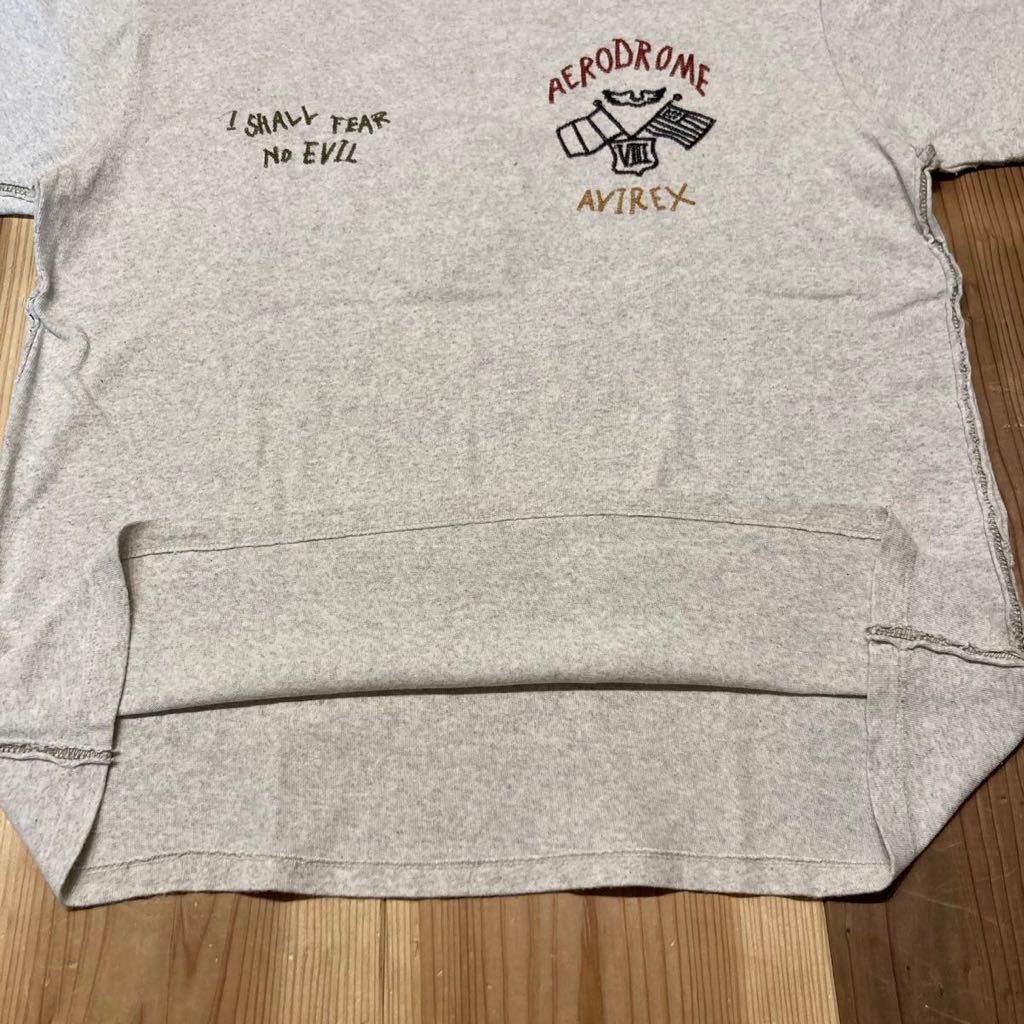 I SHALL FEAR
NO EVIL
AERODROME
VIII
AVIREX